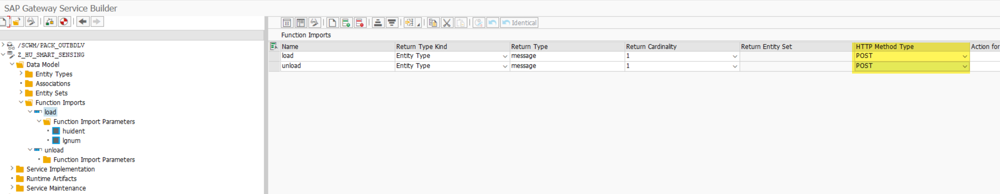 SAP Gateway Service Builder
Identical
Function Imports
/SCWM/PACK_OUTBDLV
Z_HU_SMART_SENSING
Data Model
Entity Types
Associations
Entity Sets
Function Imports
load
Function Import Parameters
huident
lgnum
unload
Function Import Parameters
Service Implementation
Runtime Artifacts
Service Maintenance
Name Return Type Kind Return Type Return Cardinality Return Entity Set HTTP Method Type Action for
load Entity Type message 1 POST
unload Entity Type message 1 POST